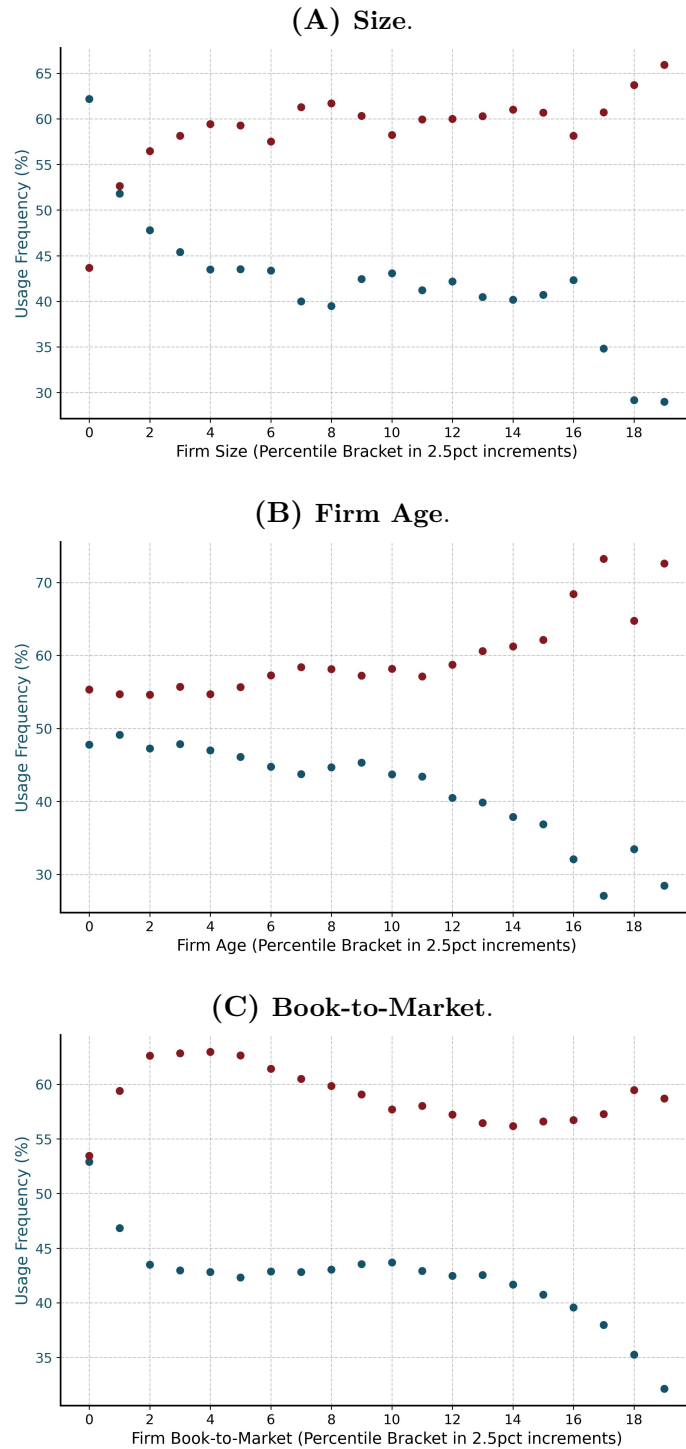 (A) Size.
65
60
55
50
45
40
35
30
Usage Frequency (%)
0 2 4 6 8 10 12 14 16 18
Firm Size (Percentile Bracket in 2.5pct increments)
(B) Firm Age.
70
60
50
40
30
Usage Frequency (%)
0 2 4 6 8 10 12 14 16 18
Firm Age (Percentile Bracket in 2.5pct increments)
(C) Book-to-Market.
60
55
50
45
40
35
Usage Frequency (%)
0 2 4 6 8 10 12 14 16 18
Firm Book-to-Market (Percentile Bracket in 2.5pct increments)